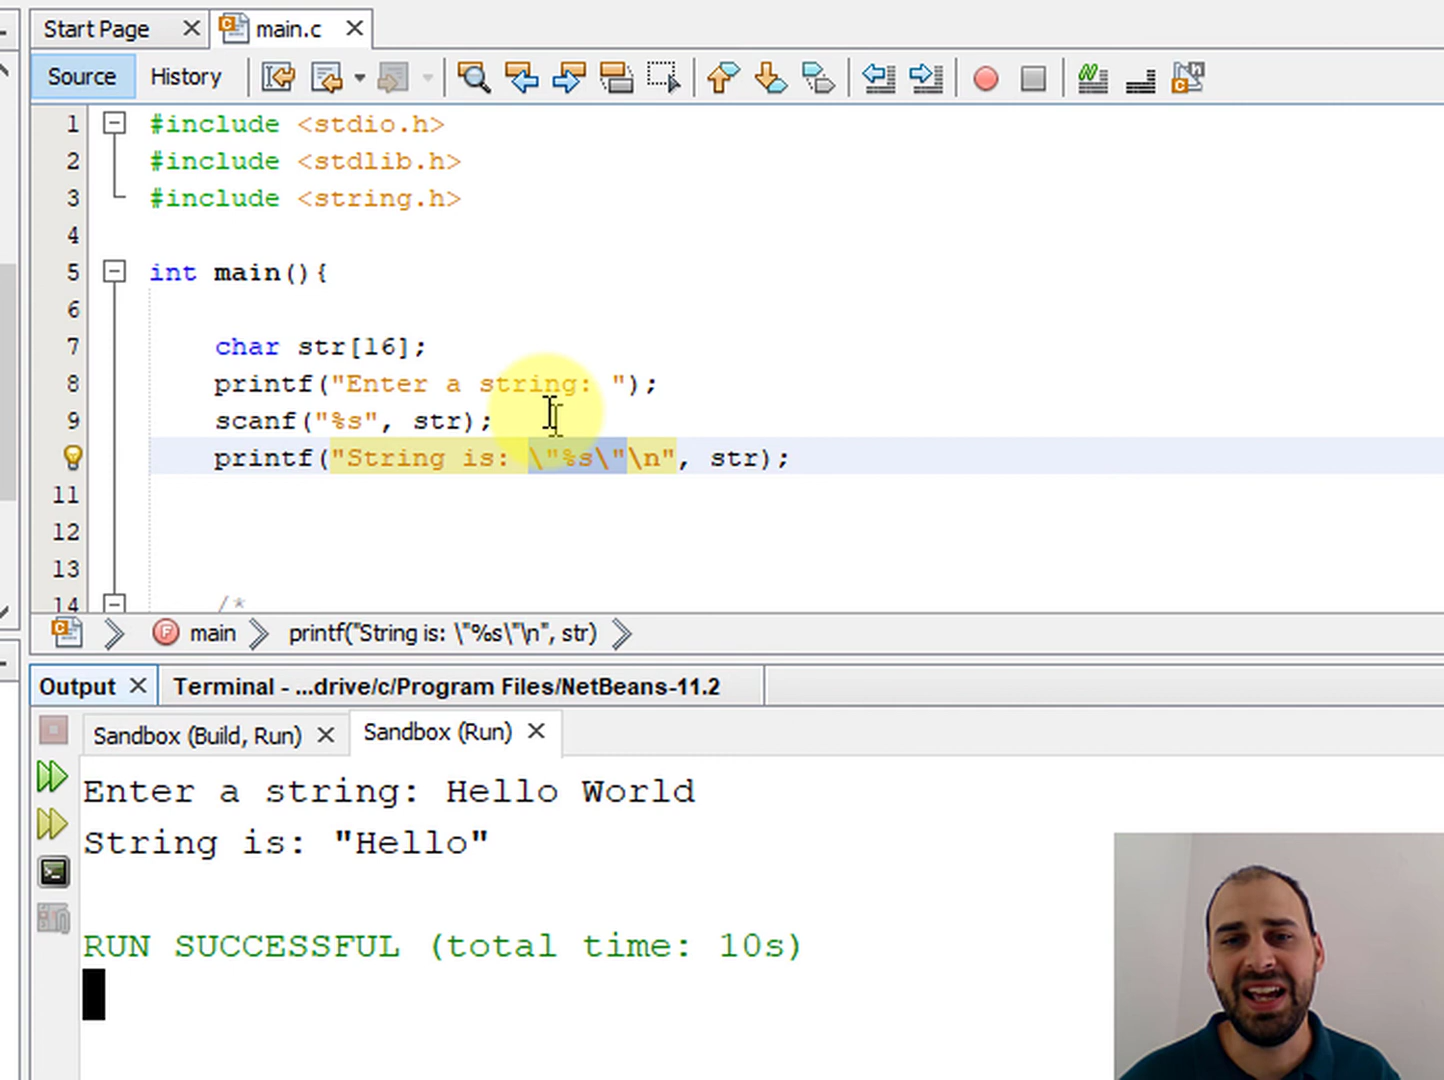 Start Page
main.c
Source History
1 #include <stdio.h>
2 #include <stdlib.h>
3 #include <string.h>
4
5 int main(){
6
7 char str[16];
8 printf("Enter a string: ");
9 scanf("%s", str);
printf("String is: \"%s\"\n", str);
11
12
13
14 /*
main printf("String is: \"%s\"\n", str)
Output Terminal - ...drive/c/Program Files/NetBeans-11.2
Sandbox (Build, Run) Sandbox (Run)
Enter a string: Hello World
String is: "Hello"
RUN SUCCESSFUL (total time: 10s)